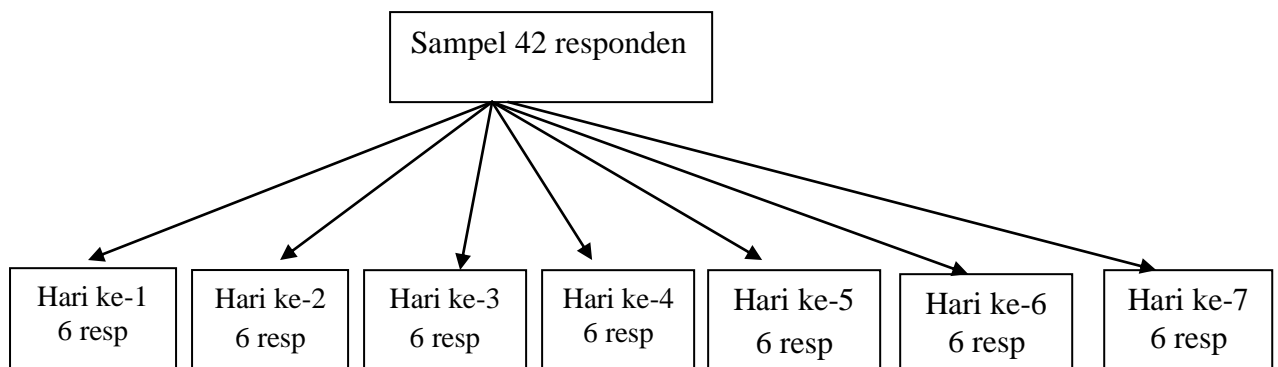 Sampel 42 responden
Hari ke-1
6 resp
Hari ke-2
6 resp
Hari ke-3
6 resp
Hari ke-4
6 resp
Hari ke-5
6 resp
Hari ke-6
6 resp
Hari ke-7
6 resp